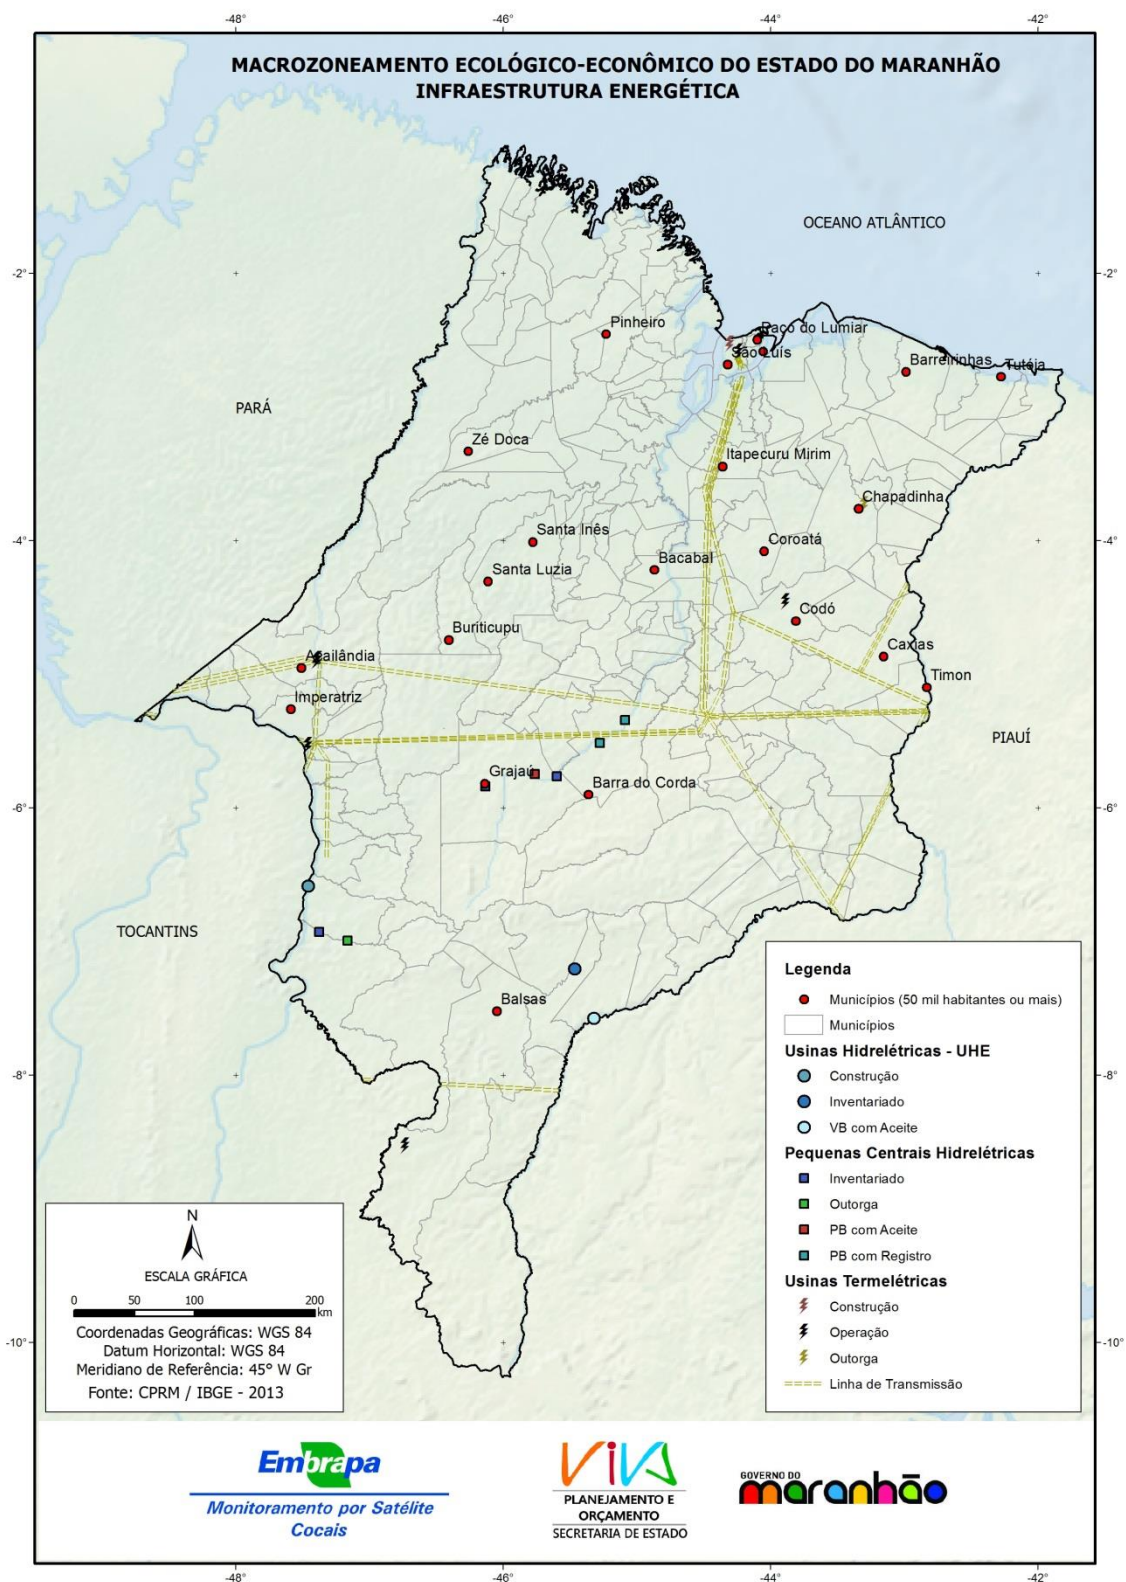 -48°
-46°
-44°
-42°
MACROZONEAMENTO ECOLÓGICO-ECONÔMICO DO ESTADO DO MARANHÃO
INFRAESTRUTURA ENERGÉTICA
OCEANO ATLÂNTICO
-2°
-2°
Pinheiro
Paço do Lumiar
São Luís
Barreirinhas
Tutóia
PARÁ
Zé Doca
Itapecuru Mirim
Chapadinha
Santa Inês
-4°
-4°
Coroatá
Bacabal
Santa Luzia
Codó
Buriticupu
Caxias
Açailândia
Timon
Imperatriz
PIAUÍ
Grajaú
Barra do Corda
-6°
-6°
TOCANTINS
Balsas
-8°
-8°
Legenda
Municípios (50 mil habitantes ou mais)
Municípios
Usinas Hidrelétricas - UHE
Construção
Inventariado
VB com Aceite
Pequenas Centrais Hidrelétricas
Inventariado
Outorga
PB com Aceite
PB com Registro
Usinas Termelétricas
Construção
Operação
Outorga
Linha de Transmissão
N
ESCALA GRÁFICA
0 50 100 200
km
Coordenadas Geográficas: WGS 84
Datum Horizontal: WGS 84
Meridiano de Referência: 45° W Gr
Fonte: CPRM / IBGE - 2013
-10°
-10°
Embrapa
Monitoramento por Satélite
Cocais
VIVA
PLANEJAMENTO E
ORÇAMENTO
SECRETARIA DE ESTADO
GOVERNO DO
maranhão
-48°
-46°
-44°
-42°